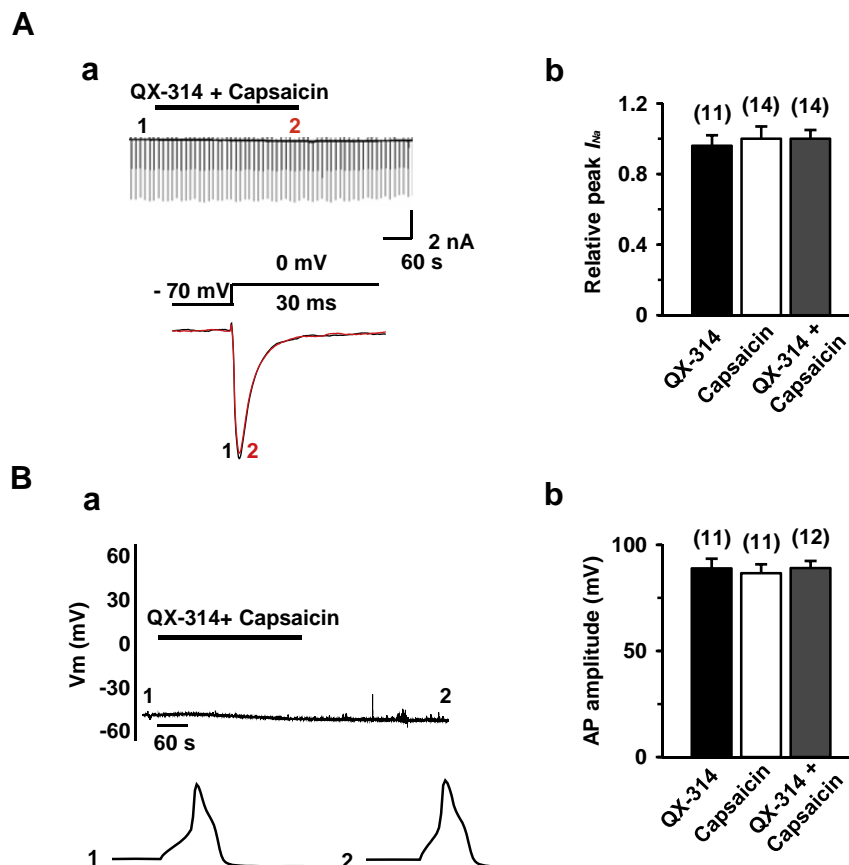 A
a
QX-314 + Capsaicin
1 2
2 nA
60 s
0 mV
- 70 mV
30 ms
1 2
b
(11) (14) (14)
Relative peak INa
1.2
0.8
0.4
0
QX-314
Capsaicin
QX-314 + Capsaicin
B
a
Vm (mV)
60
30
0
-30
-60
QX-314+ Capsaicin
1 2
60 s
1 2
b
(11) (11) (12)
AP amplitude (mV)
100
50
0
QX-314
Capsaicin
QX-314 +
Capsaicin